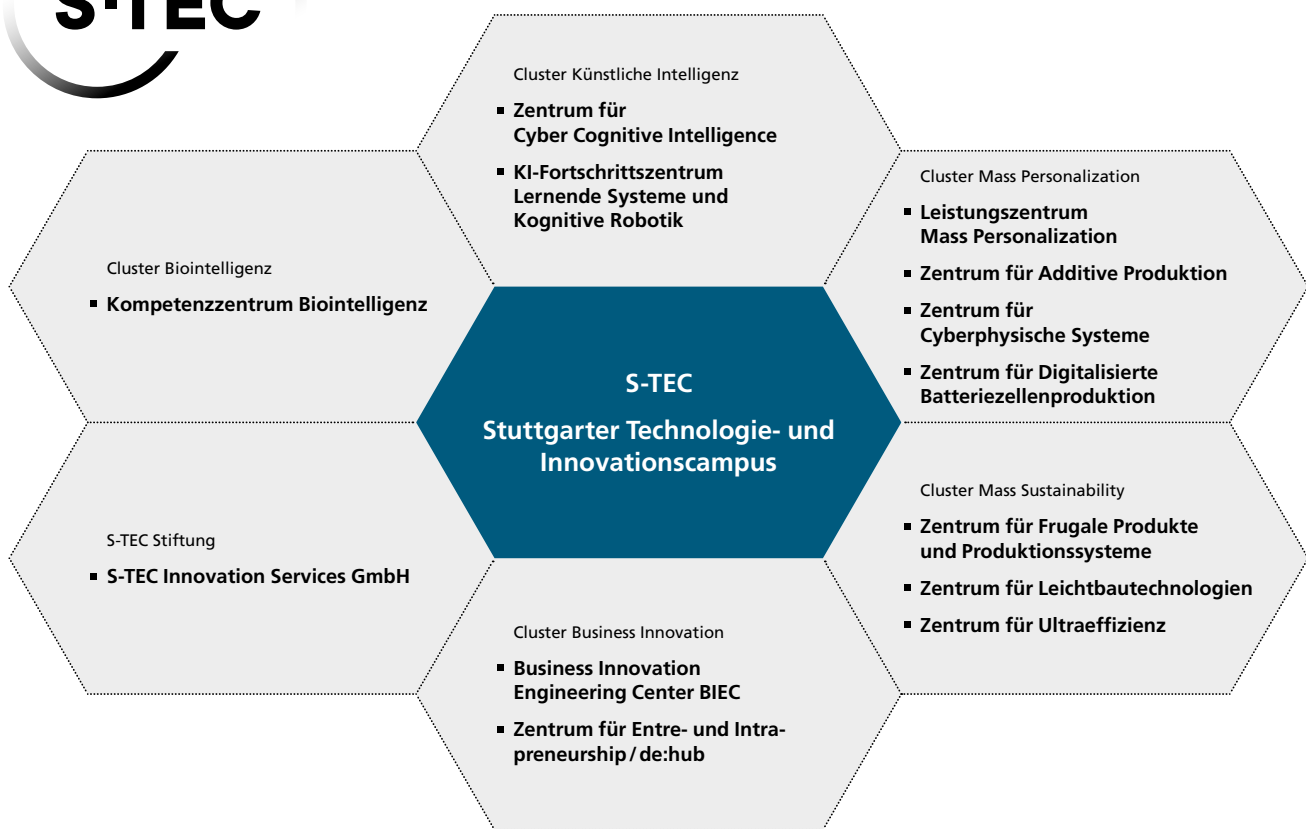 S-TEC
Cluster Künstliche Intelligenz
▪ Zentrum für
Cyber Cognitive Intelligence
▪ KI-Fortschrittszentrum
Lernende Systeme und
Kognitive Robotik
Cluster Mass Personalization
▪ Leistungszentrum
Mass Personalization
▪ Zentrum für Additive Produktion
▪ Zentrum für
Cyberphysische Systeme
▪ Zentrum für Digitalisierte
Batteriezellenproduktion
Cluster Biointelligenz
▪ Kompetenzzentrum Biointelligenz
S-TEC
Stuttgarter Technologie- und
Innovationscampus
Cluster Mass Sustainability
▪ Zentrum für Frugale Produkte
und Produktionssysteme
▪ Zentrum für Leichtbautechnologien
▪ Zentrum für Ultraeffizienz
S-TEC Stiftung
▪ S-TEC Innovation Services GmbH
Cluster Business Innovation
▪ Business Innovation
Engineering Center BIEC
▪ Zentrum für Entre- und Intra-
preneurship / de:hub